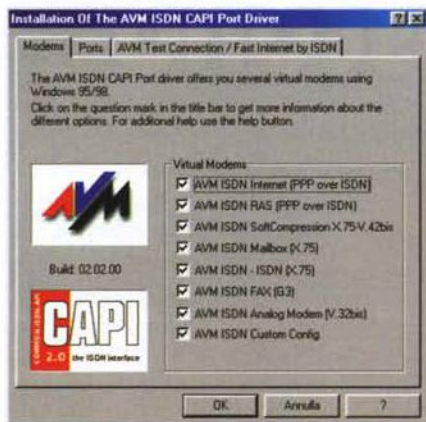 Installation Of The AVM ISDN CAPI Port Driver
Modems
Ports
AVM Test Connection / Fast Internet by ISDN
The AVM ISDN CAPI Port driver offers you several virtual modems using
Windows 95/98.
Click on the question mark in the title bar to get more information about the
different options. For additonal help use the help button.
AVM
Build: 02.02.00
COMMON-ISDN-API
CAPI
2.0 the ISDN interface
Virtual Modems
AVM ISDN Internet (PPP over ISDN)
AVM ISDN RAS (PPP over ISDN)
AVM ISDN SoftCompression X.75-V.42bis
AVM ISDN Mailbox (X.75)
AVM ISDN - ISDN (X.75)
AVM ISDN FAX (G3)
AVM ISDN Analog Modem (V.32bis)
AVM ISDN Custom Config.
OK
Annulla
?